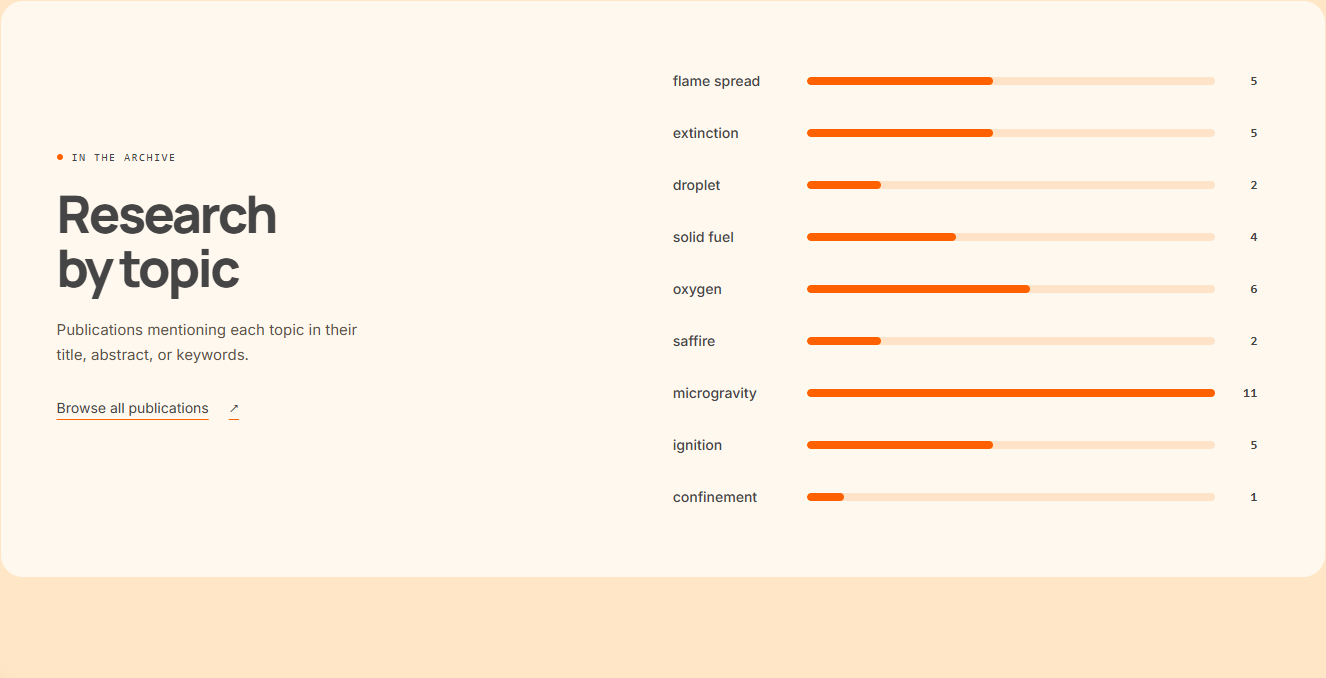 IN THE ARCHIVE
Research
by topic
Publications mentioning each topic in their
title, abstract, or keywords.
Browse all publications ↗
flame spread 5
extinction 5
droplet 2
solid fuel 4
oxygen 6
saffire 2
microgravity 11
ignition 5
confinement 1